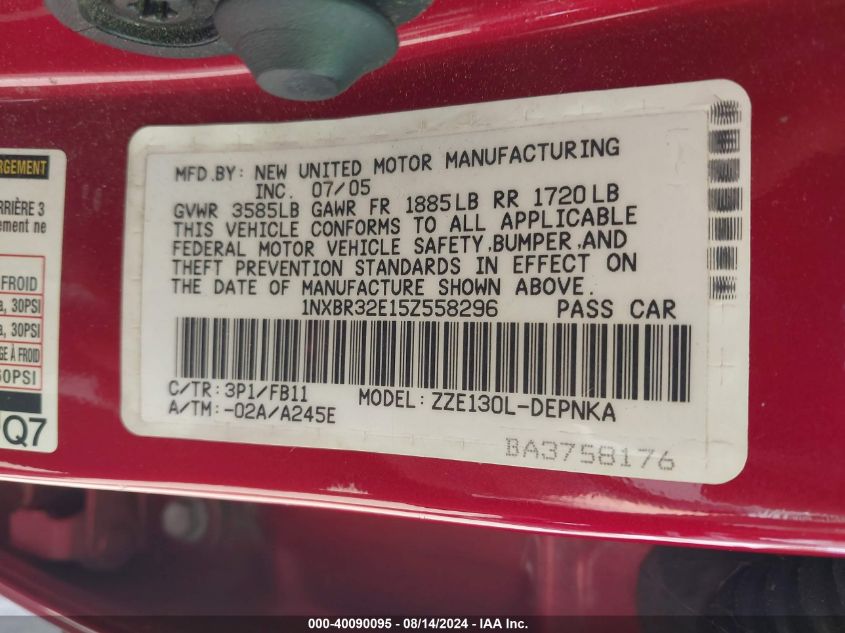 RGEMENT
RRIÈRE 3
ement ne
FROID
a, 30PSI
a, 30PSI
GE À FROID
60PSI
Q7
MFD.BY: NEW UNITED MOTOR MANUFACTURING
INC. 07/05
GVWR 3585LB GAWR FR 1885LB RR 1720LB
THIS VEHICLE CONFORMS TO ALL APPLICABLE
FEDERAL MOTOR VEHICLE SAFETY,BUMPER,AND
THEFT PREVENTION STANDARDS IN EFFECT ON
THE DATE OF MANUFACTURE SHOWN ABOVE.
1NXBR32E15Z558296 PASS CAR
C/TR: 3P1/FB11 MODEL: ZZE130L-DEPNKA
A/TM: -02A/A245E
BA3758176
000-40090095 - 08/14/2024 - IAA Inc.